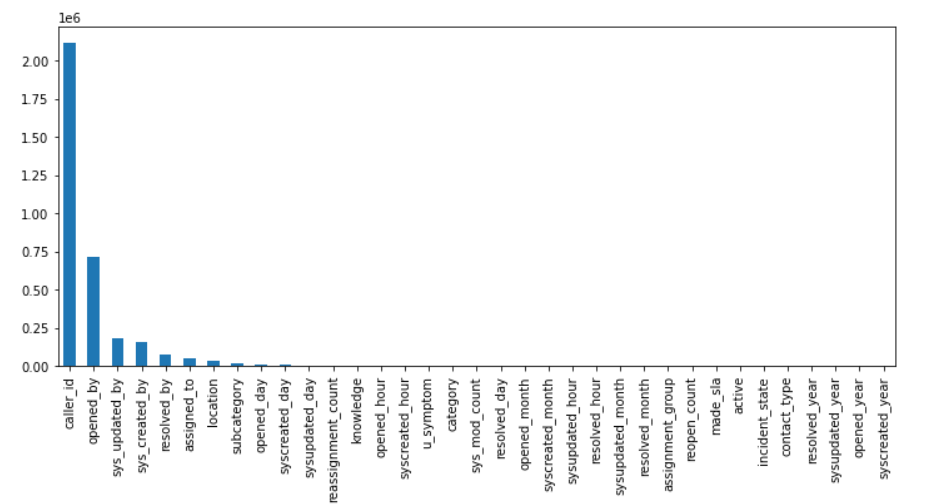 1e6
2.00
1.75
1.50
1.25
1.00
0.75
0.50
0.25
0.00
caller_id
opened_by
sys_updated_by
sys_created_by
resolved_by
assigned_to
location
subcategory
opened_day
syscreated_day
sysupdated_day
reassignment_count
knowledge
opened_hour
syscreated_hour
u_symptom
category
sys_mod_count
resolved_day
opened_month
syscreated_month
sysupdated_hour
resolved_hour
sysupdated_month
resolved_month
assignment_group
reopen_count
made_sla
active
incident_state
contact_type
resolved_year
sysupdated_year
opened_year
syscreated_year